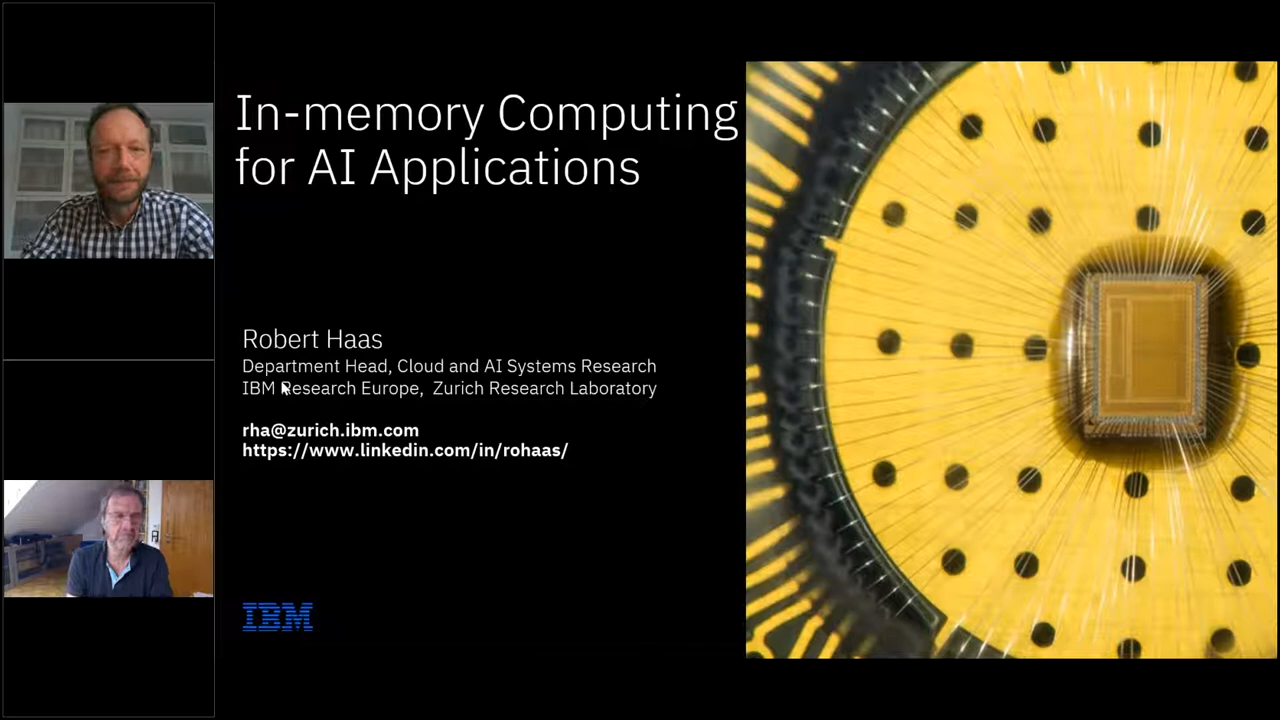 In-memory Computing
for AI Applications
Robert Haas
Department Head, Cloud and AI Systems Research
IBM Research Europe, Zurich Research Laboratory
rha@zurich.ibm.com
https://www.linkedin.com/in/rohaas/
IBM